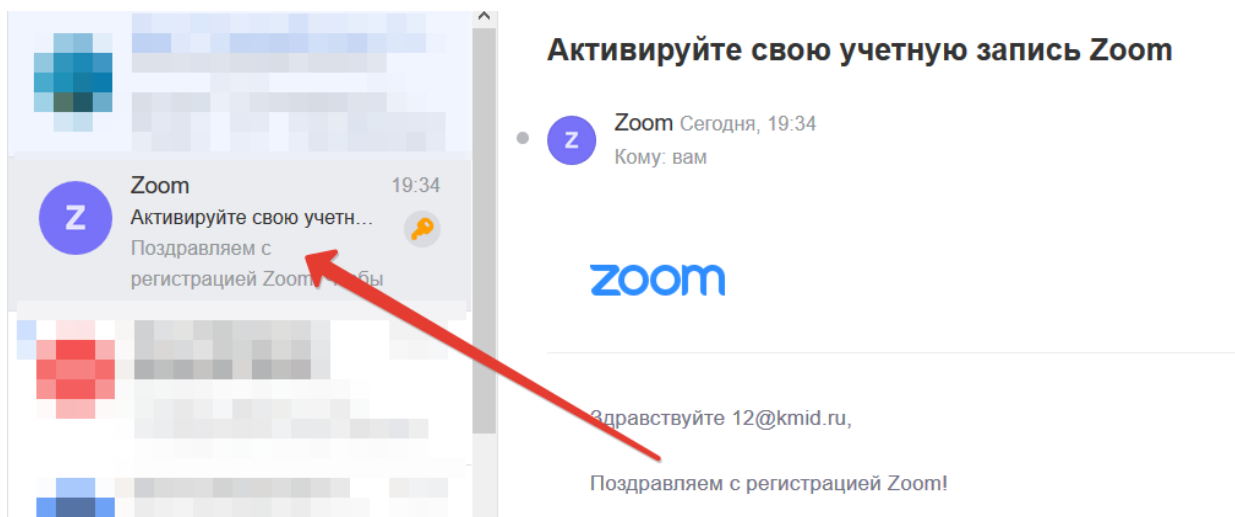 Zoom 19:34
Активируйте свою учетн...
Поздравляем с
регистрацией Zoom
Активируйте свою учетную запись Zoom
Z
Zoom Сегодня, 19:34
Кому: вам
Z
zoom
Здравствуйте 12@kmid.ru,
Поздравляем с регистрацией Zoom!